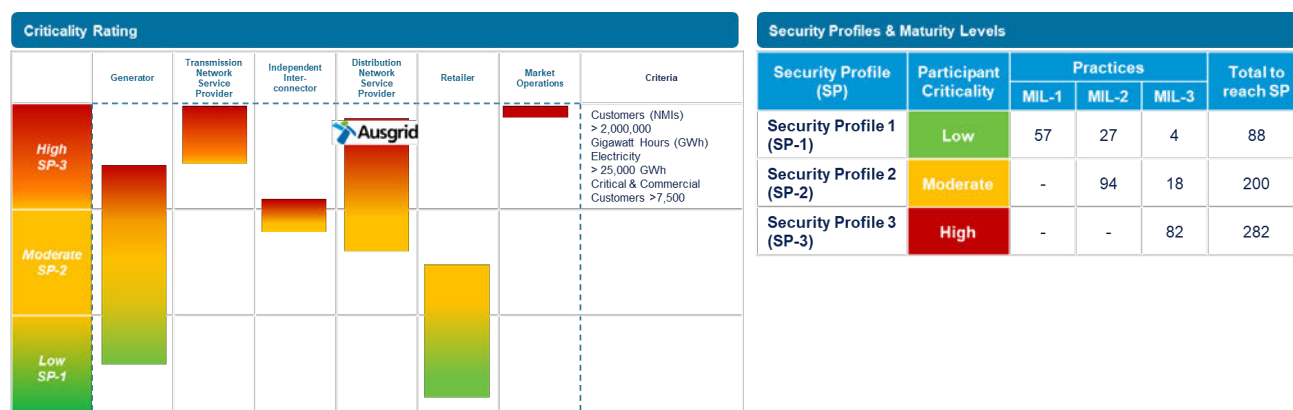 Criticality Rating
Generator
Transmission
Network
Service
Provider
Independent
Inter-
connector
Distribution
Network
Service
Provider
Retailer
Market
Operations
Criteria
High
SP-3
Ausgrid
Customers (NMIs)
> 2,000,000
Gigawatt Hours (GWh)
Electricity
> 25,000 GWh
Critical & Commercial
Customers >7,500
Moderate
SP-2
Low
SP-1
Security Profiles & Maturity Levels
Security Profile
(SP)
Participant
Criticality
Practices
MIL-1 MIL-2 MIL-3
Total to
reach SP
Security Profile 1
(SP-1)
Low 57 27 4 88
Security Profile 2
(SP-2)
Moderate - 94 18 200
Security Profile 3
(SP-3)
High - - 82 282